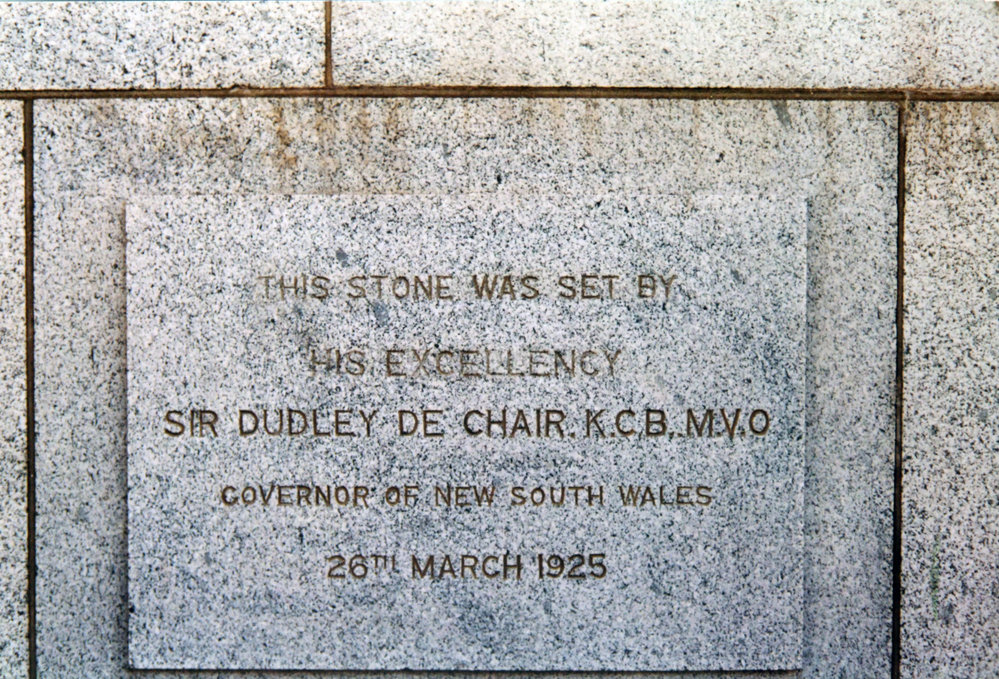 THIS STONE WAS SET BY
HIS EXCELLENCY
SIR DUDLEY DE CHAIR. K.C.B., M.V.O
GOVERNOR OF NEW SOUTH WALES
26TH MARCH 1925